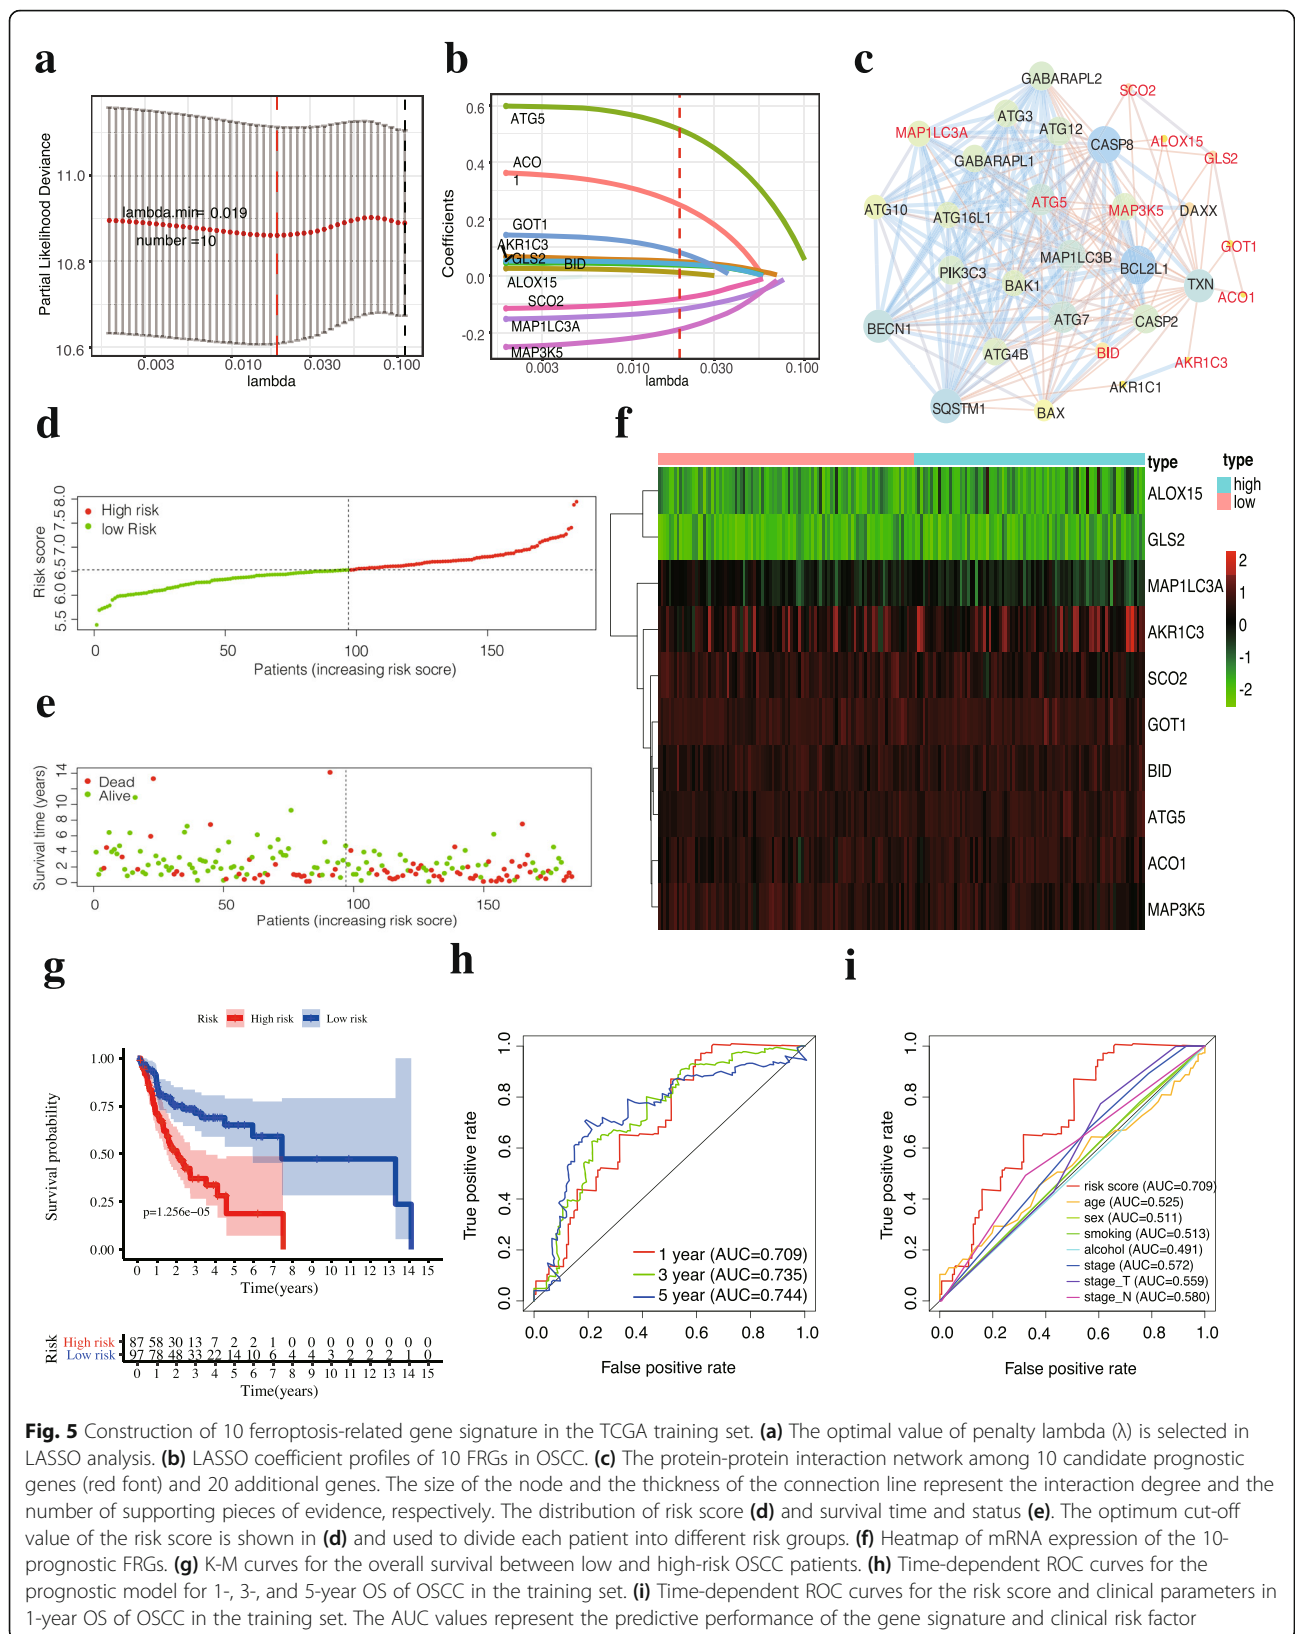 a
b
c
Partial Likelihood Deviance
11.0
10.8
10.6
lambda.min= 0.019
number =10
0.003 0.010 0.030 0.100
lambda
Coefficients
0.6
0.4
0.2
0.0
-0.2
ATG5
ACO
1
GOT1
AKR1C3
GLS2
BID
ALOX15
SCO2
MAP1LC3A
MAP3K5
0.003 0.010 0.030 0.100
lambda
GABARAPL2
SCO2
ATG3
MAP1LC3A
ATG12
CASP8
ALOX15
GLS2
GABARAPL1
ATG10
ATG16L1
ATG5
MAP3K5
DAXX
GOT1
MAP1LC3B
PIK3C3
BCL2L1
BAK1
TXN
ACO1
BECN1
ATG7
CASP2
ATG4B
BID
AKR1C3
AKR1C1
SQSTM1
BAX
d
Risk score
5.5 6.0 6.5 7.0 7.5 8.0
High risk
low Risk
0 50 100 150
Patients (increasing risk socre)
e
Survival time (years)
0 2 4 6 8 10 14
Dead
Alive
0 50 100 150
Patients (increasing risk socre)
f
type
ALOX15
GLS2
MAP1LC3A
AKR1C3
SCO2
GOT1
BID
ATG5
ACO1
MAP3K5
type
high
low
2
1
0
-1
-2
g
Risk High risk Low risk
Survival probability
1.00
0.75
0.50
0.25
0.00
p=1.256e−05
0 1 2 3 4 5 6 7 8 9 10 11 12 13 14 15
Time(years)
Risk
High risk 87 58 30 13 7 2 2 1 0 0 0 0 0 0 0 0
Low risk 97 78 48 33 22 14 10 6 4 4 3 2 2 2 1 0
0 1 2 3 4 5 6 7 8 9 10 11 12 13 14 15
Time(years)
h
True positive rate
0.0 0.2 0.4 0.6 0.8 1.0
1 year (AUC=0.709)
3 year (AUC=0.735)
5 year (AUC=0.744)
0.0 0.2 0.4 0.6 0.8 1.0
False positive rate
i
True positive rate
0.0 0.2 0.4 0.6 0.8 1.0
risk score (AUC=0.709)
age (AUC=0.525)
sex (AUC=0.511)
smoking (AUC=0.513)
alcohol (AUC=0.491)
stage (AUC=0.572)
stage_T (AUC=0.559)
stage_N (AUC=0.580)
0.0 0.2 0.4 0.6 0.8 1.0
False positive rate
Fig. 5 Construction of 10 ferroptosis-related gene signature in the TCGA training set. (a) The optimal value of penalty lambda (λ) is selected in
LASSO analysis. (b) LASSO coefficient profiles of 10 FRGs in OSCC. (c) The protein-protein interaction network among 10 candidate prognostic
genes (red font) and 20 additional genes. The size of the node and the thickness of the connection line represent the interaction degree and the
number of supporting pieces of evidence, respectively. The distribution of risk score (d) and survival time and status (e). The optimum cut-off
value of the risk score is shown in (d) and used to divide each patient into different risk groups. (f) Heatmap of mRNA expression of the 10-
prognostic FRGs. (g) K-M curves for the overall survival between low and high-risk OSCC patients. (h) Time-dependent ROC curves for the
prognostic model for 1-, 3-, and 5-year OS of OSCC in the training set. (i) Time-dependent ROC curves for the risk score and clinical parameters in
1-year OS of OSCC in the training set. The AUC values represent the predictive performance of the gene signature and clinical risk factor